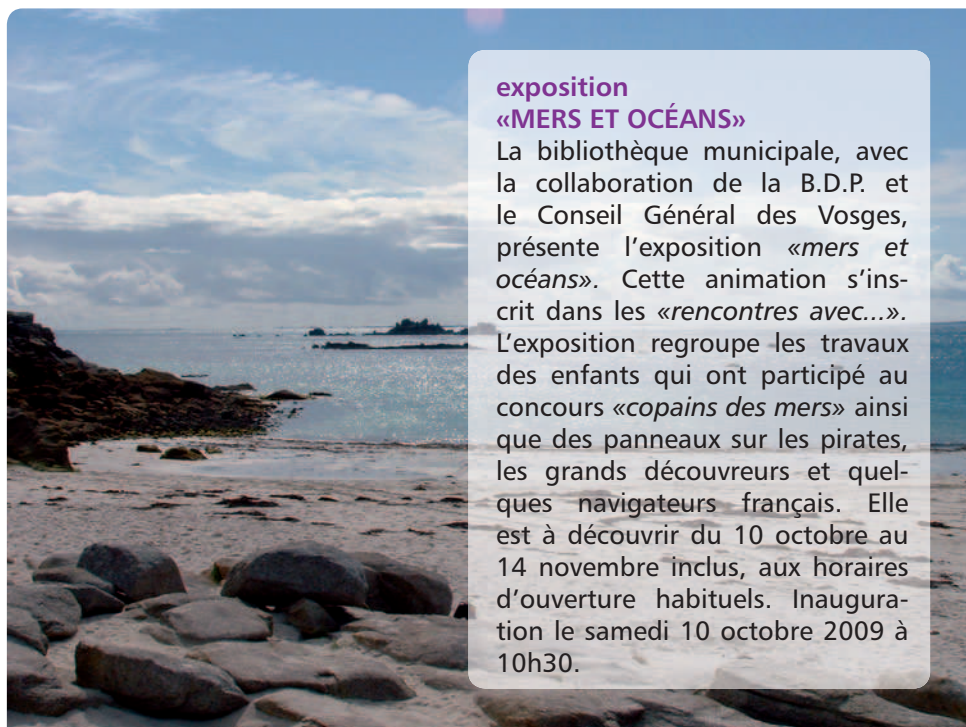 exposition
«MERS ET OCÉANS»
La bibliothèque municipale, avec
la collaboration de la B.D.P. et
le Conseil Général des Vosges,
présente l'exposition «mers et
océans». Cette animation s'ins-
crit dans les «rencontres avec...».
L'exposition regroupe les travaux
des enfants qui ont participé au
concours «copains des mers» ainsi
que des panneaux sur les pirates,
les grands découvreurs et quel-
ques navigateurs français. Elle
est à découvrir du 10 octobre au
14 novembre inclus, aux horaires
d'ouverture habituels. Inaugura-
tion le samedi 10 octobre 2009 à
10h30.